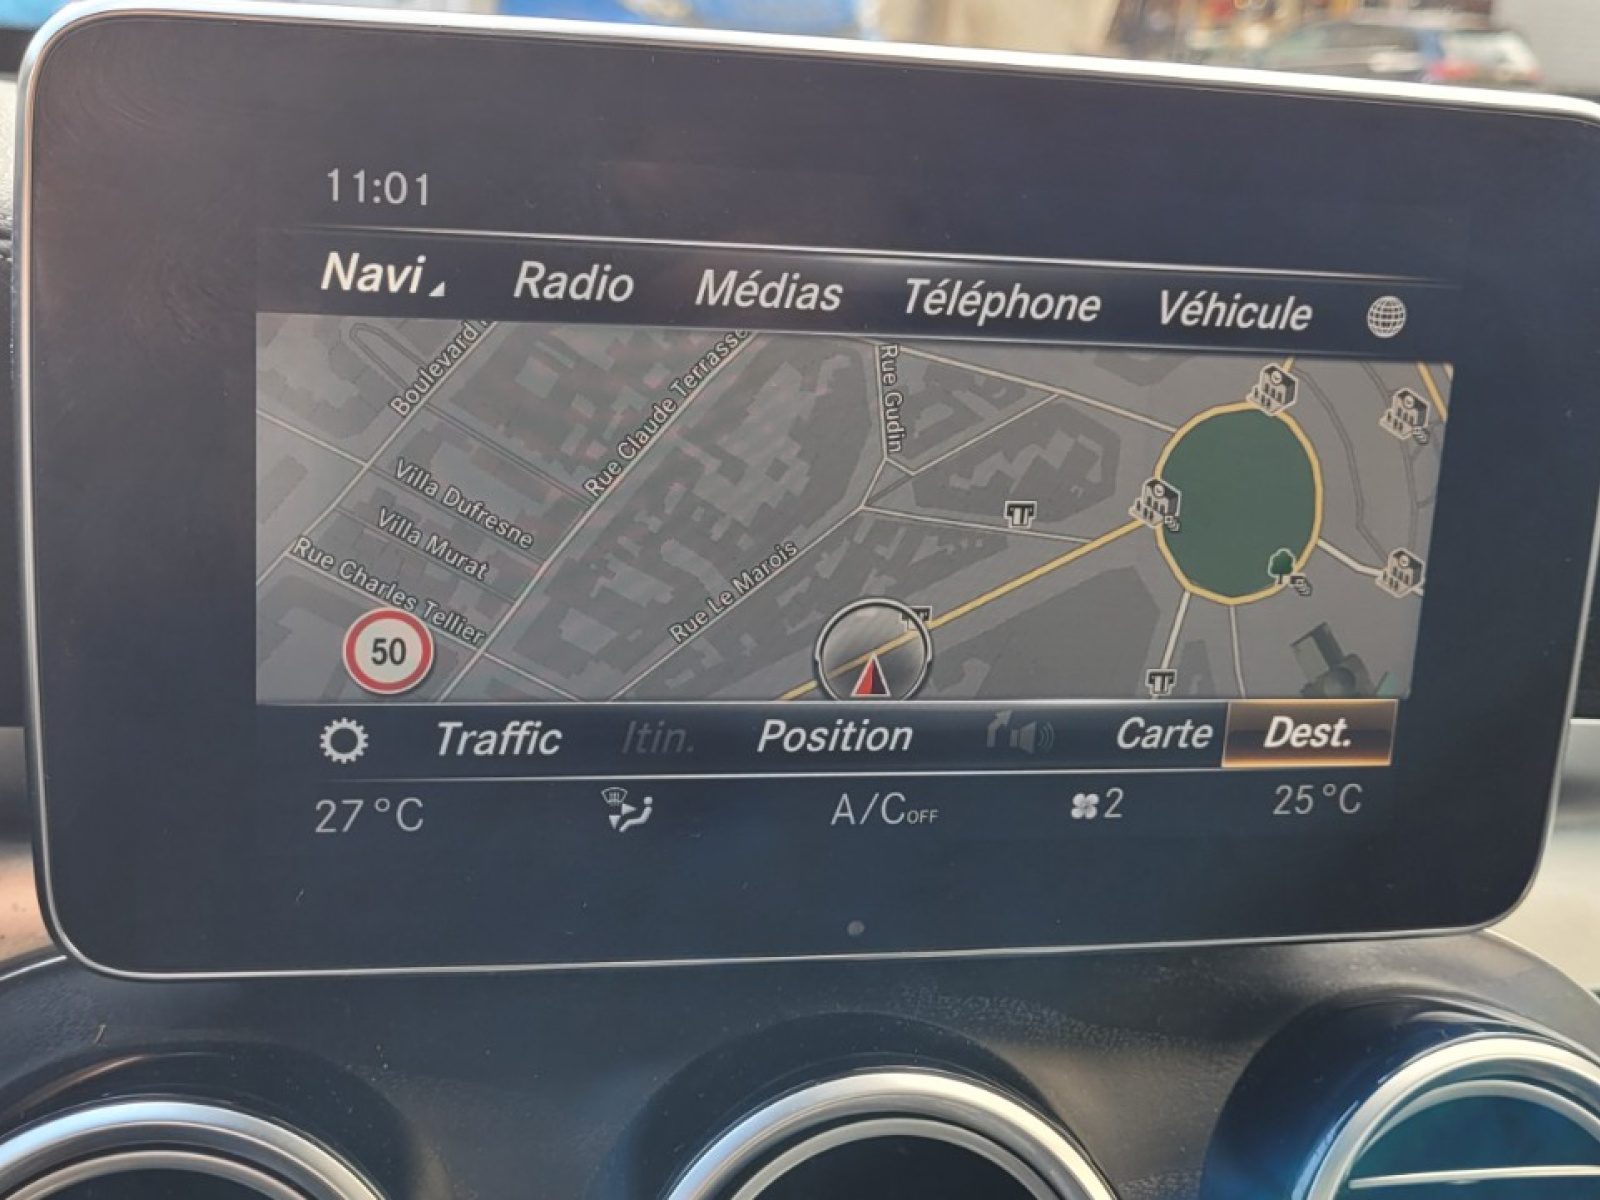 11:01
Navi Radio Médias Téléphone Véhicule
Boulevard
Rue Claude Terrasse
Rue Gudin
Villa Dufresne
Villa Murat
Rue Charles Tellier
Rue Le Marois
50
Traffic Itin. Position Carte Dest.
27°C A/C OFF 2 25°C